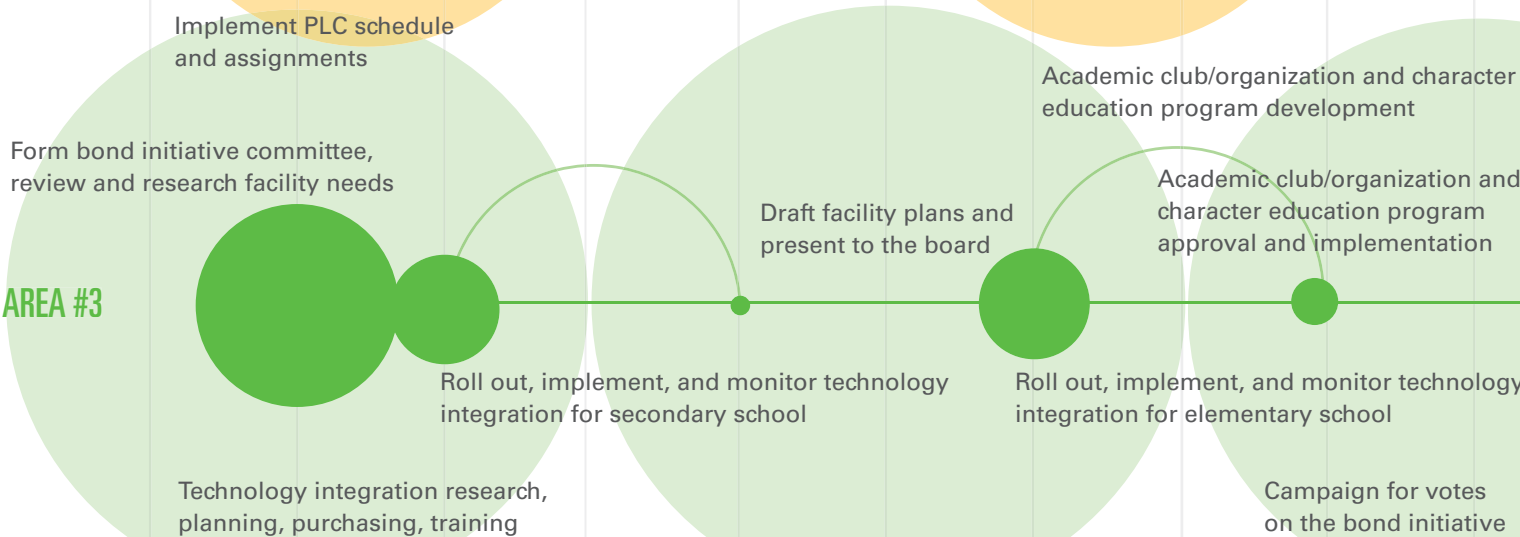 Implement PLC schedule
and assignments
Academic club/organization and character
education program development
Form bond initiative committee,
review and research facility needs
Academic club/organization and
character education program
approval and implementation
Draft facility plans and
present to the board
AREA #3
Roll out, implement, and monitor technology
integration for secondary school
Roll out, implement, and monitor technology
integration for elementary school
Technology integration research,
planning, purchasing, training
Campaign for votes
on the bond initiative